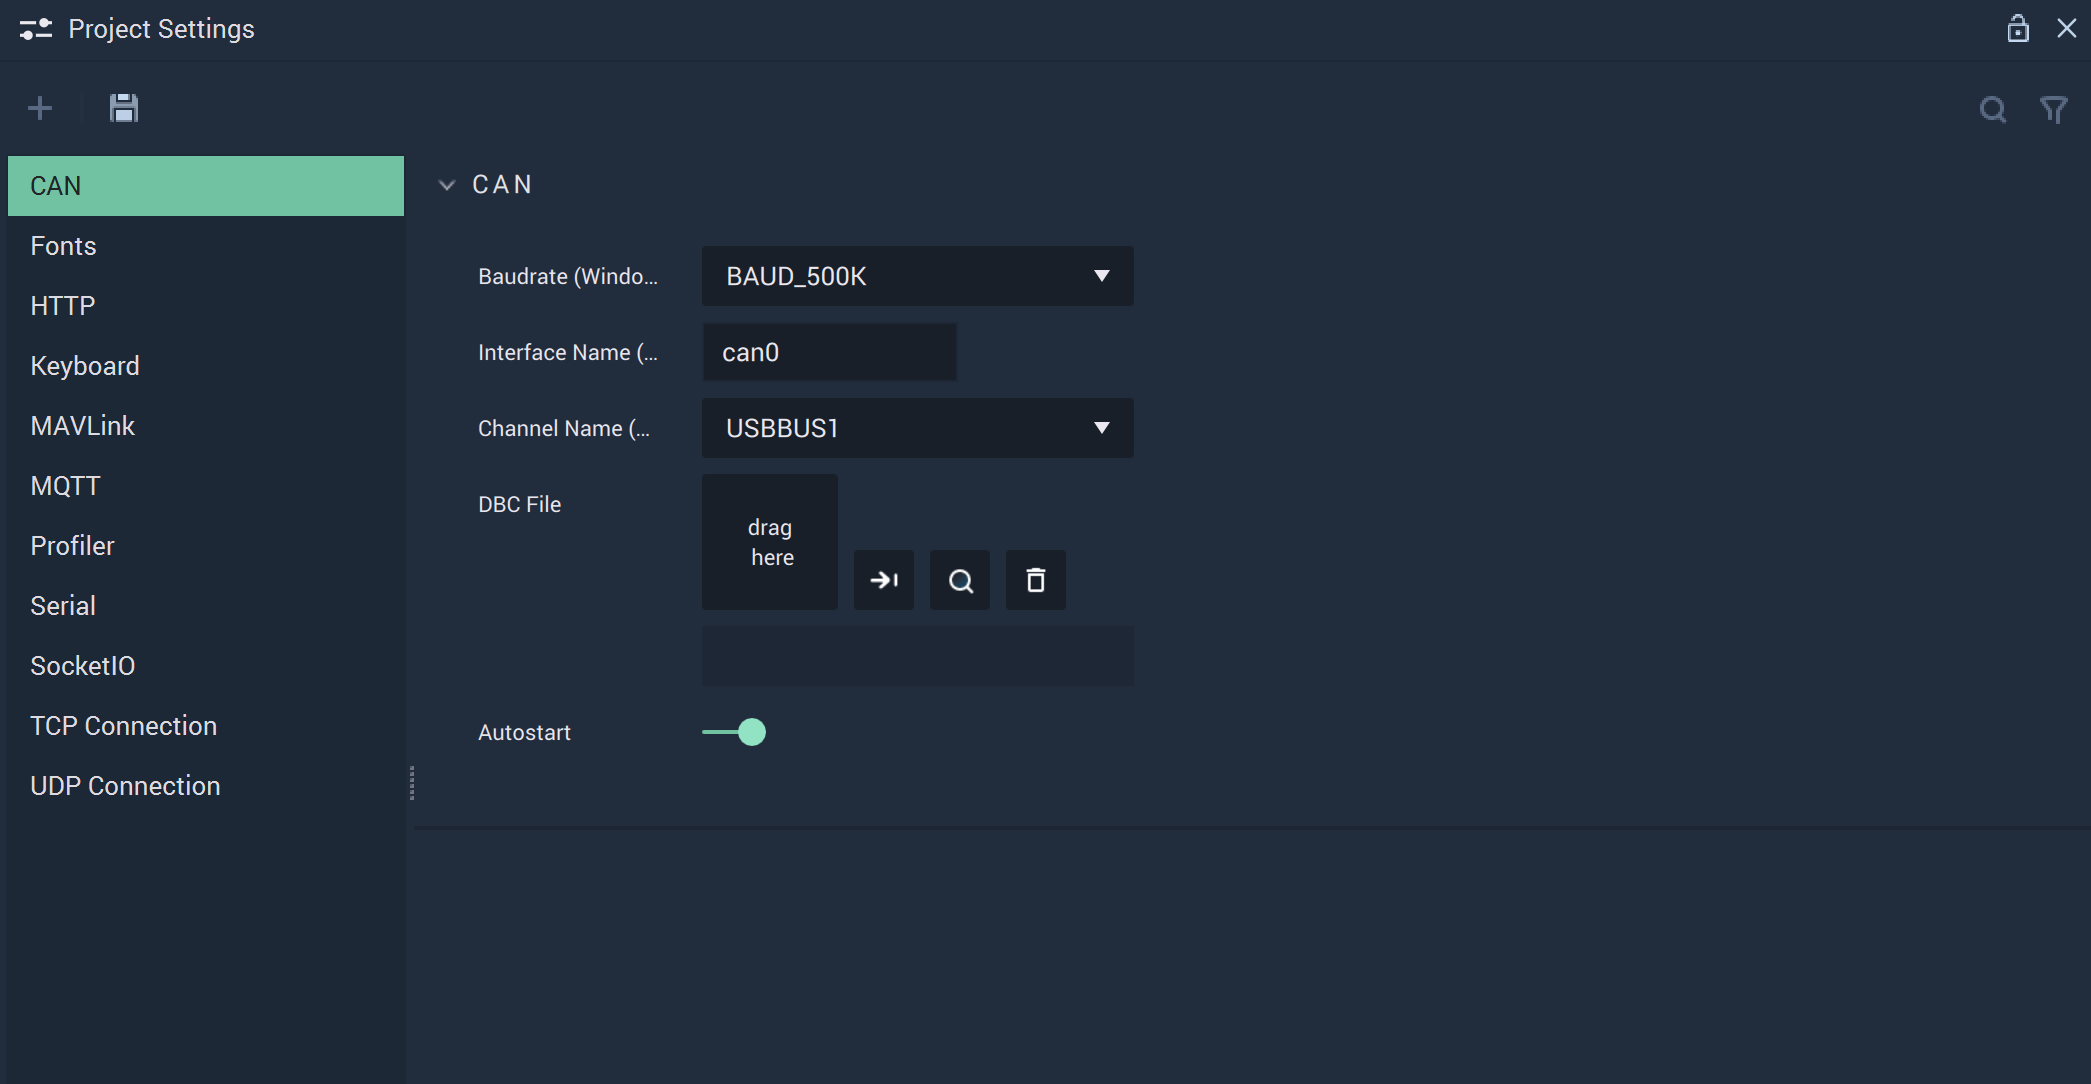 Project Settings
CAN
Fonts
HTTP
Keyboard
MAVLink
MQTT
Profiler
Serial
SocketIO
TCP Connection
UDP Connection
CAN
Baudrate (Windo...
BAUD_500K
Interface Name (...
can0
Channel Name (...
USBBUS1
DBC File
drag
here
Autostart